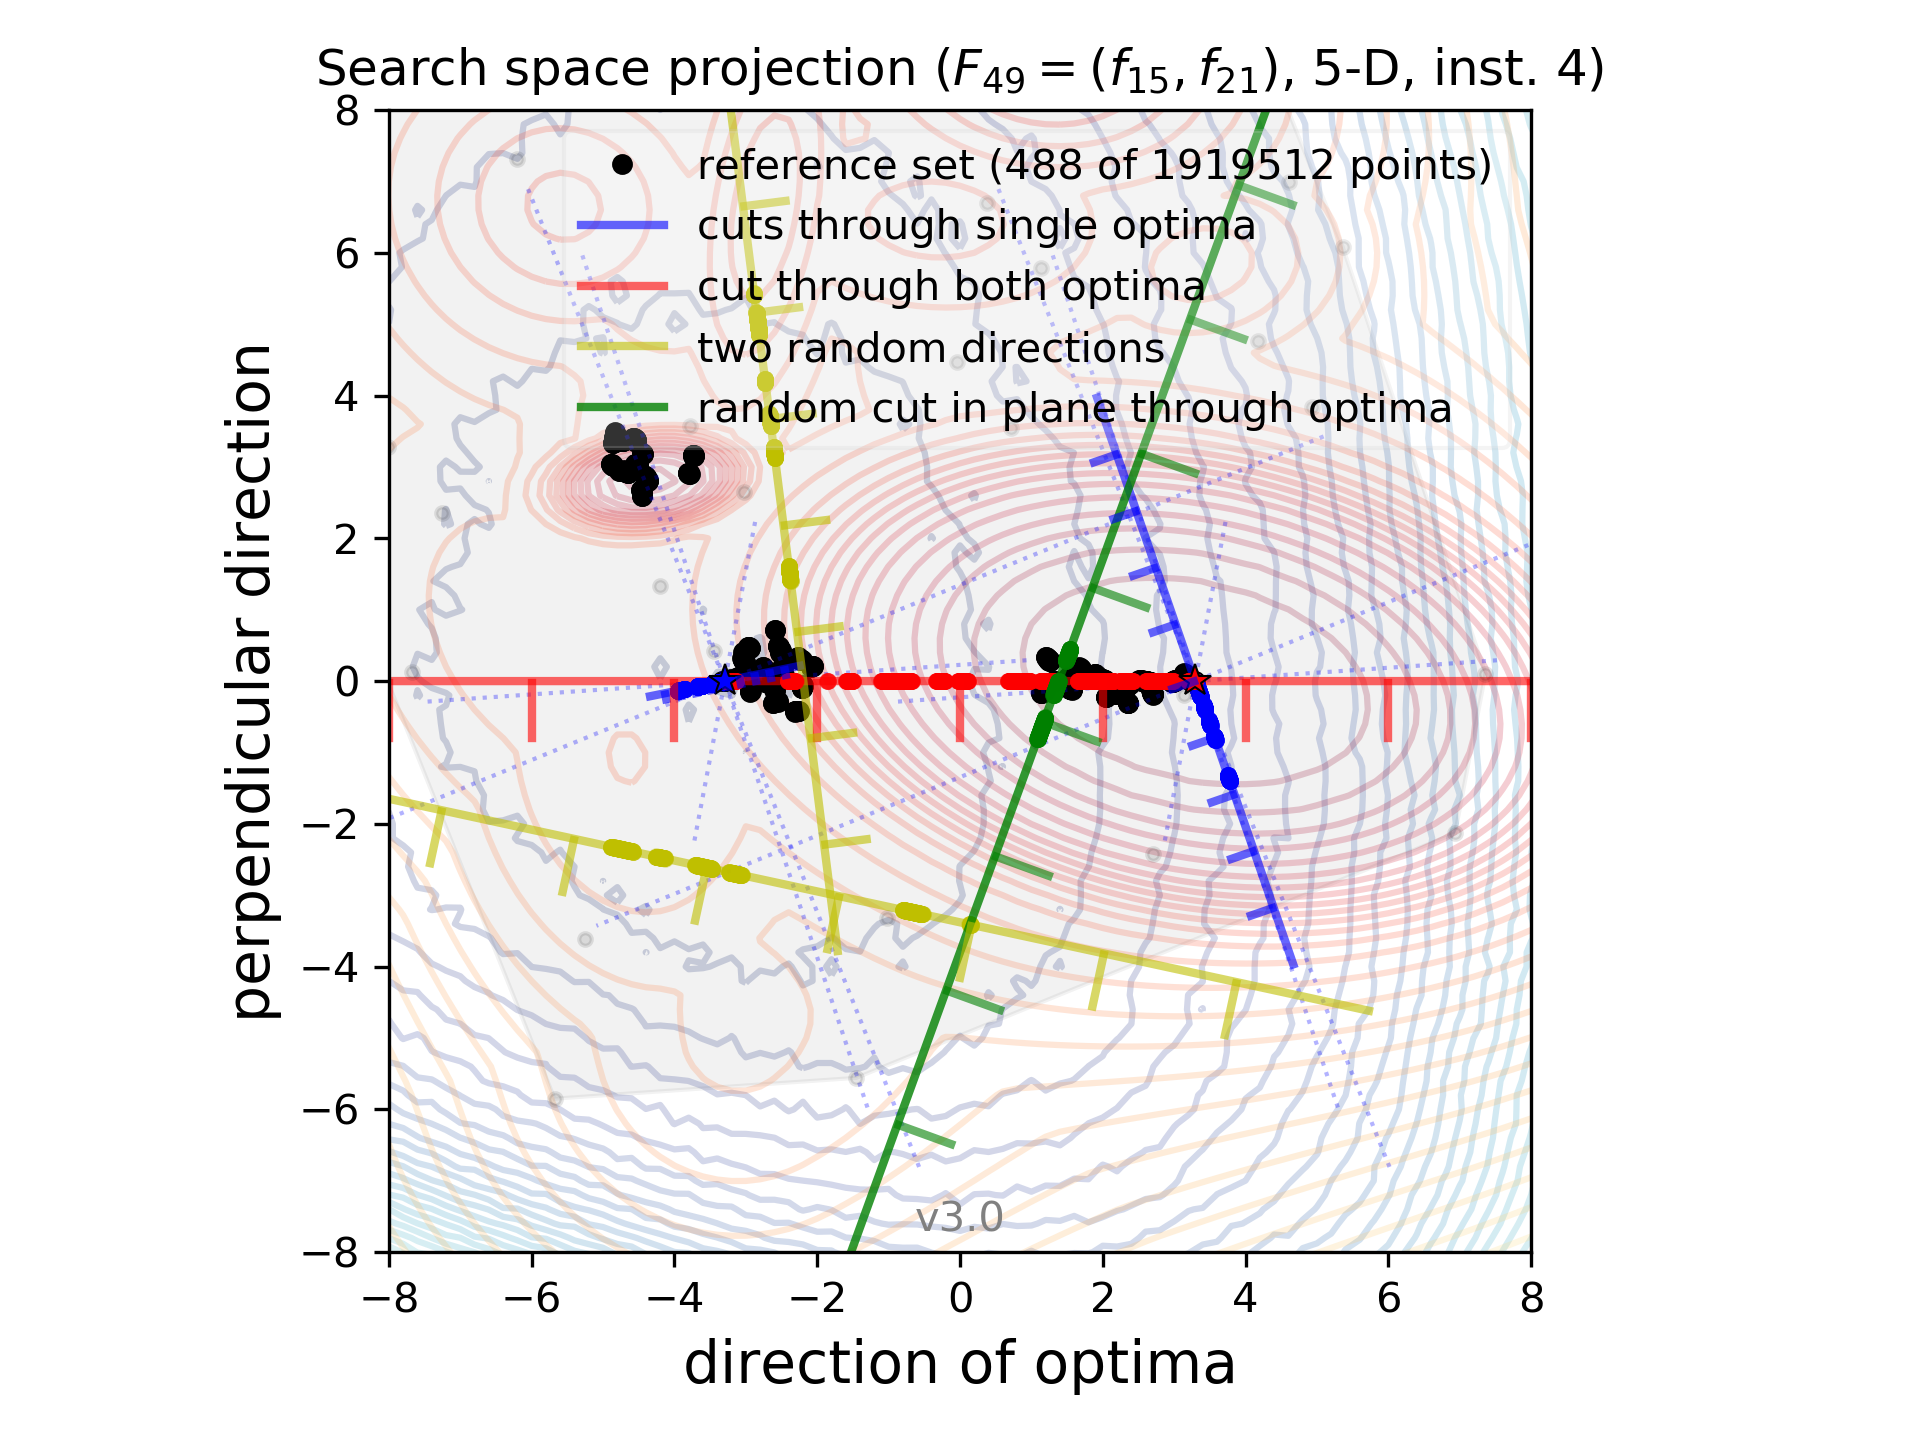 Search space projection (F49 = (f15, f21), 5-D, inst. 4)
8
6
4
2
0
−2
−4
−6
−8
perpendicular direction
reference set (488 of 1919512 points)
cuts through single optima
cut through both optima
two random directions
random cut in plane through optima
v3.0
−8 −6 −4 −2 0 2 4 6 8
direction of optima